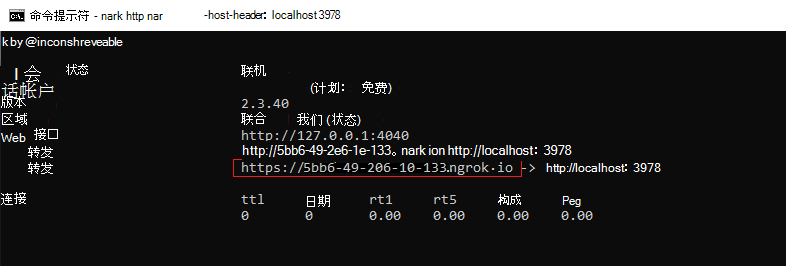 命令提示符 - nark http nar -host-header: localhost 3978
k by @inconshreveable
会 状态 联机
话帐户 (计划： 免费)
版本 2.3.40
区域 联合 我们 (状态)
Web 接口 http://127.0.0.1:4040
转发 http://5bb6-49-2e6-1e-133。nark ion http://localhost： 3978
转发 https://5bb6-49-206-10-133.ngrok.io -> http://localhost： 3978
连接 ttl 日期 rt1 rt5 构成 Peg
0 0 0.00 0.00 0.00 0.00